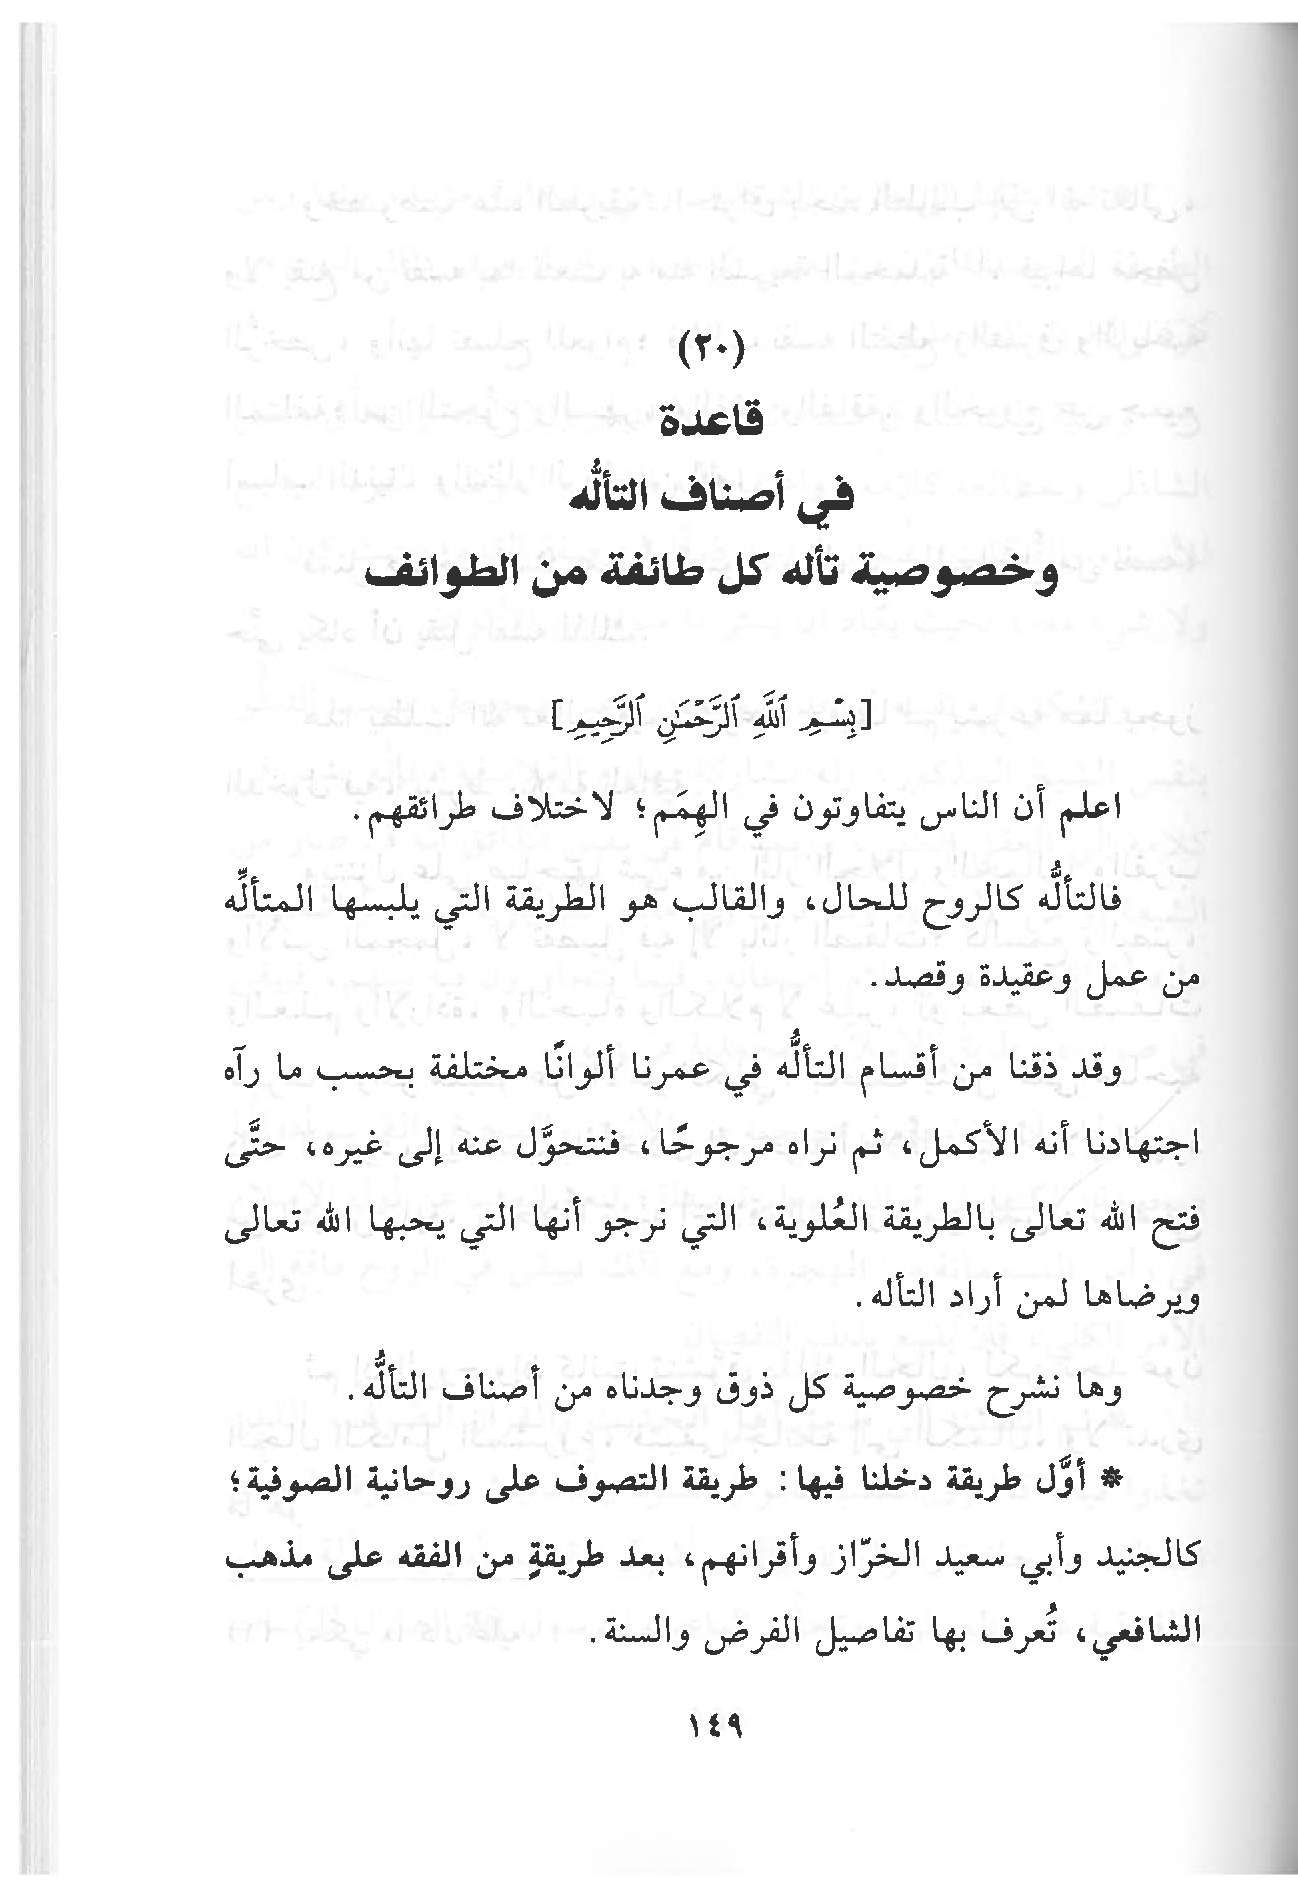 (٢٠)
قاعدة
في أصناف التألُّه
وخصوصية تأله كل طائفة من الطوائف
[بِسْمِ ٱللَّهِ ٱلرَّحْمَٰنِ ٱلرَّحِيمِ]
اعلم أن الناس يتفاوتون في الهِمَم؛ لاختلاف طرائقهم.
فالتألُّه كالروح للحال، والقالب هو الطريقة التي يلبسها المتألِّه
من عمل وعقيدة وقصد.
وقد ذقنا من أقسام التألُّه في عمرنا ألوانًا مختلفة بحسب ما رآه
اجتهادنا أنه الأكمل، ثم نراه مرجوحًا، فنتحوَّل عنه إلى غيره، حتَّى
فتح الله تعالى بالطريقة العُلوية، التي نرجو أنها التي يحبها الله تعالى
ويرضاها لمن أراد التأله.
وها نشرح خصوصية كل ذوق وجدناه من أصناف التألُّه.
* أوَّل طريقة دخلنا فيها: طريقة التصوف على روحانية الصوفية؛
كالجنيد وأبي سعيد الخرّاز وأقرانهم، بعد طريقةٍ من الفقه على مذهب
الشافعي، تُعرف بها تفاصيل الفرض والسنة.
١٤٩